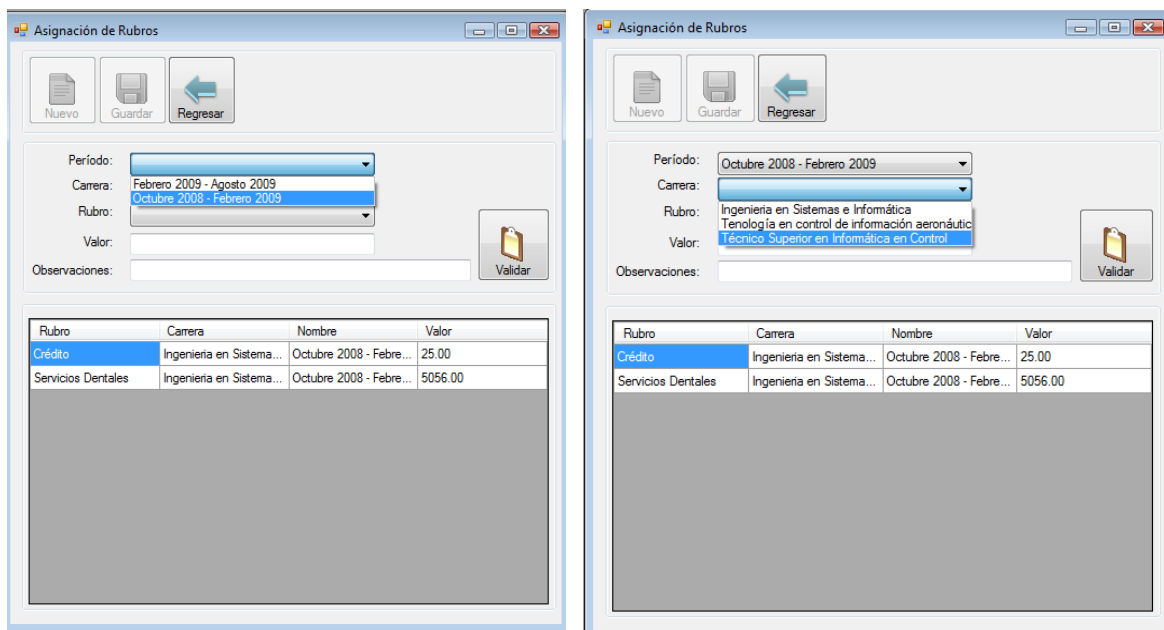 Asignación de Rubros
Nuevo Guardar Regresar
Período:
Febrero 2009 - Agosto 2009
Carrera:
Octubre 2008 - Febrero 2009
Rubro:
Valor:
Observaciones:
Validar
Rubro Carrera Nombre Valor
Crédito Ingenieria en Sistema... Octubre 2008 - Febre... 25.00
Servicios Dentales Ingenieria en Sistema... Octubre 2008 - Febre... 5056.00
Asignación de Rubros
Nuevo Guardar Regresar
Período: Octubre 2008 - Febrero 2009
Carrera:
Rubro: Ingenieria en Sistemas e Informática
Tenología en control de información aeronáutic
Valor: Técnico Superior en Informática en Control
Observaciones:
Validar
Rubro Carrera Nombre Valor
Crédito Ingenieria en Sistema... Octubre 2008 - Febre... 25.00
Servicios Dentales Ingenieria en Sistema... Octubre 2008 - Febre... 5056.00